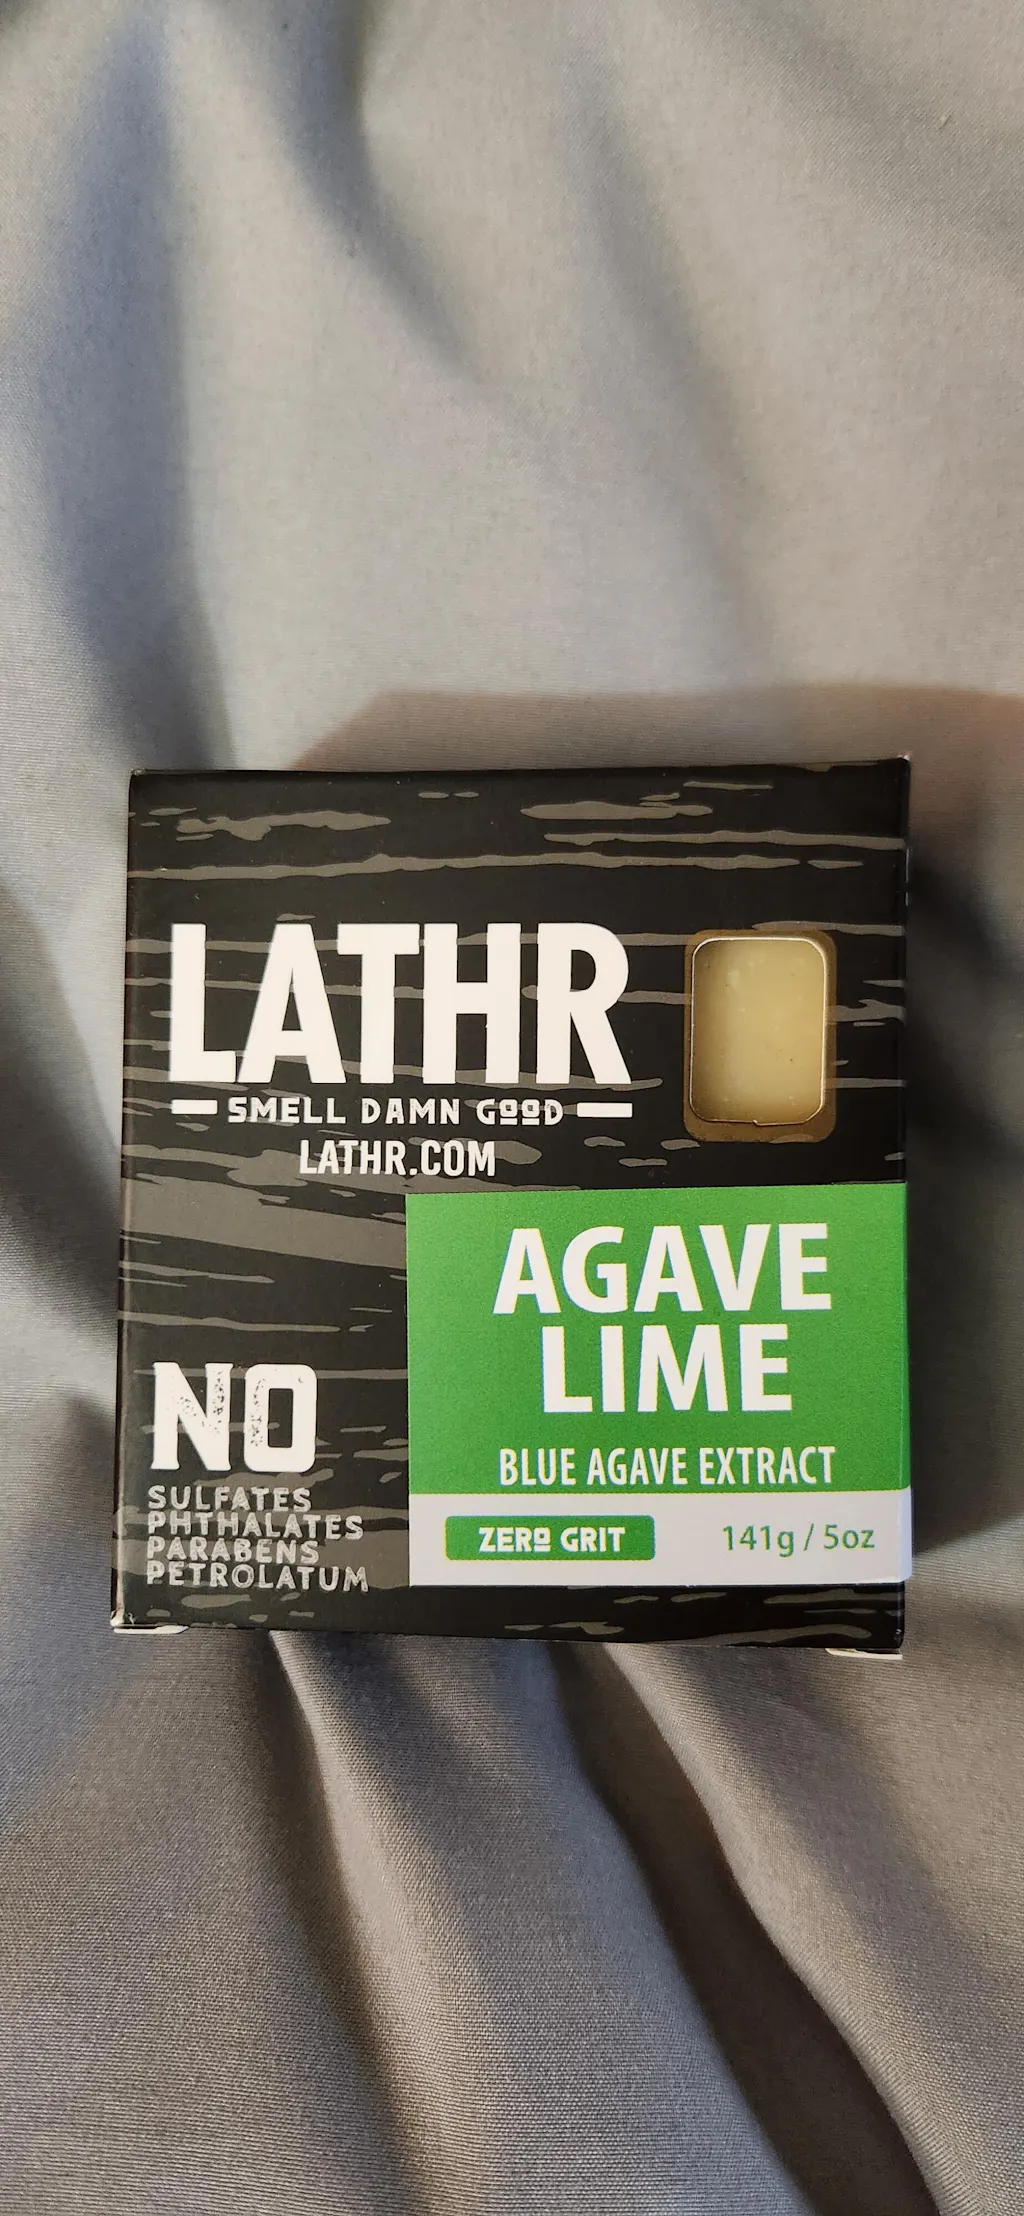 LATHR
SMELL DAMN GOOD
LATHR.COM
AGAVE
LIME
BLUE AGAVE EXTRACT
ZERO GRIT
141g / 5oz
NO
SULFATES
PHTHALATES
PARABENS
PETROLATUM